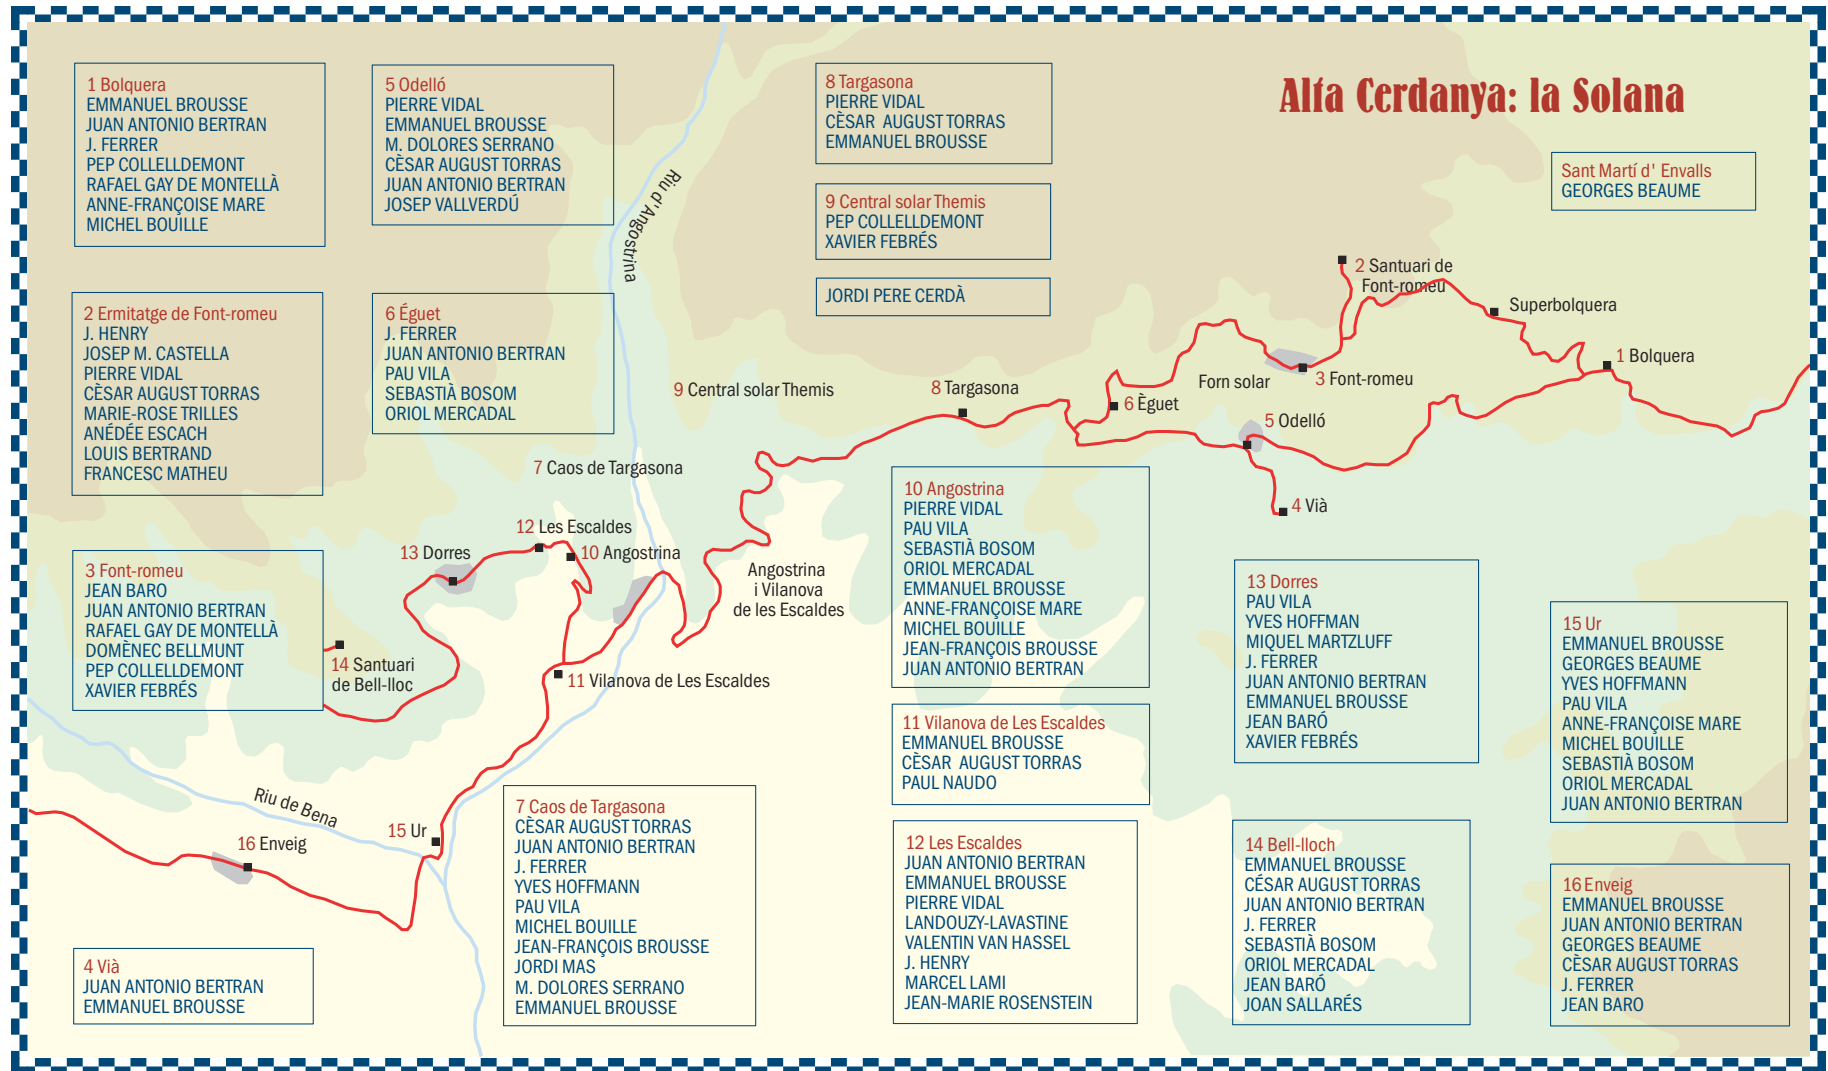 Alta Cerdanya: la Solana
1 Bolquera
EMMANUEL BROUSSE
JUAN ANTONIO BERTRAN
J. FERRER
PEP COLLELLDEMONT
RAFAEL GAY DE MONTELLÀ
ANNE-FRANÇOISE MARE
MICHEL BOUILLE
5 Odelló
PIERRE VIDAL
EMMANUEL BROUSSE
M. DOLORES SERRANO
CÈSAR AUGUST TORRAS
JUAN ANTONIO BERTRAN
JOSEP VALLVERDÚ
8 Targasona
PIERRE VIDAL
CÈSAR AUGUST TORRAS
EMMANUEL BROUSSE
9 Central solar Themis
PEP COLLELLDEMONT
XAVIER FEBRÉS
JORDI PERE CERDÀ
Sant Martí d' Envalls
GEORGES BEAUME
2 Ermitatge de Font-romeu
J. HENRY
JOSEP M. CASTELLA
PIERRE VIDAL
CÈSAR AUGUST TORRAS
MARIE-ROSE TRILLES
ANÉDÉE ESCACH
LOUIS BERTRAND
FRANCESC MATHEU
6 Éguet
J. FERRER
JUAN ANTONIO BERTRAN
PAU VILA
SEBASTIÀ BOSOM
ORIOL MERCADAL
Riu d'Angostrina
2 Santuari de
Font-romeu
Superbolquera
1 Bolquera
3 Font-romeu
Forn solar
9 Central solar Themis
8 Targasona
6 Èguet
5 Odelló
4 Vià
7 Caos de Targasona
12 Les Escaldes
13 Dorres
10 Angostrina
Angostrina
i Vilanova
de les Escaldes
14 Santuari
de Bell-lloc
11 Vilanova de Les Escaldes
Riu de Bena
15 Ur
16 Enveig
3 Font-romeu
JEAN BARO
JUAN ANTONIO BERTRAN
RAFAEL GAY DE MONTELLÀ
DOMÈNEC BELLMUNT
PEP COLLELLDEMONT
XAVIER FEBRÉS
4 Vià
JUAN ANTONIO BERTRAN
EMMANUEL BROUSSE
7 Caos de Targasona
CÈSAR AUGUST TORRAS
JUAN ANTONIO BERTRAN
J. FERRER
YVES HOFFMANN
PAU VILA
MICHEL BOUILLE
JEAN-FRANÇOIS BROUSSE
JORDI MAS
M. DOLORES SERRANO
EMMANUEL BROUSSE
10 Angostrina
PIERRE VIDAL
PAU VILA
SEBASTIÀ BOSOM
ORIOL MERCADAL
EMMANUEL BROUSSE
ANNE-FRANÇOISE MARE
MICHEL BOUILLE
JEAN-FRANÇOIS BROUSSE
JUAN ANTONIO BERTRAN
11 Vilanova de Les Escaldes
EMMANUEL BROUSSE
CÈSAR AUGUST TORRAS
PAUL NAUDO
12 Les Escaldes
JUAN ANTONIO BERTRAN
EMMANUEL BROUSSE
PIERRE VIDAL
LANDOUZY-LAVASTINE
VALENTIN VAN HASSEL
J. HENRY
MARCEL LAMI
JEAN-MARIE ROSENSTEIN
13 Dorres
PAU VILA
YVES HOFFMAN
MIQUEL MARTZLUFF
J. FERRER
JUAN ANTONIO BERTRAN
EMMANUEL BROUSSE
JEAN BARÓ
XAVIER FEBRÉS
14 Bell-lloch
EMMANUEL BROUSSE
CÉSAR AUGUST TORRAS
JUAN ANTONIO BERTRAN
J. FERRER
SEBASTIÀ BOSOM
ORIOL MERCADAL
JEAN BARÓ
JOAN SALLARÉS
15 Ur
EMMANUEL BROUSSE
GEORGES BEAUME
YVES HOFFMANN
PAU VILA
ANNE-FRANÇOISE MARE
MICHEL BOUILLE
SEBASTIÀ BOSOM
ORIOL MERCADAL
JUAN ANTONIO BERTRAN
16 Enveig
EMMANUEL BROUSSE
JUAN ANTONIO BERTRAN
GEORGES BEAUME
CÈSAR AUGUST TORRAS
J. FERRER
JEAN BARO